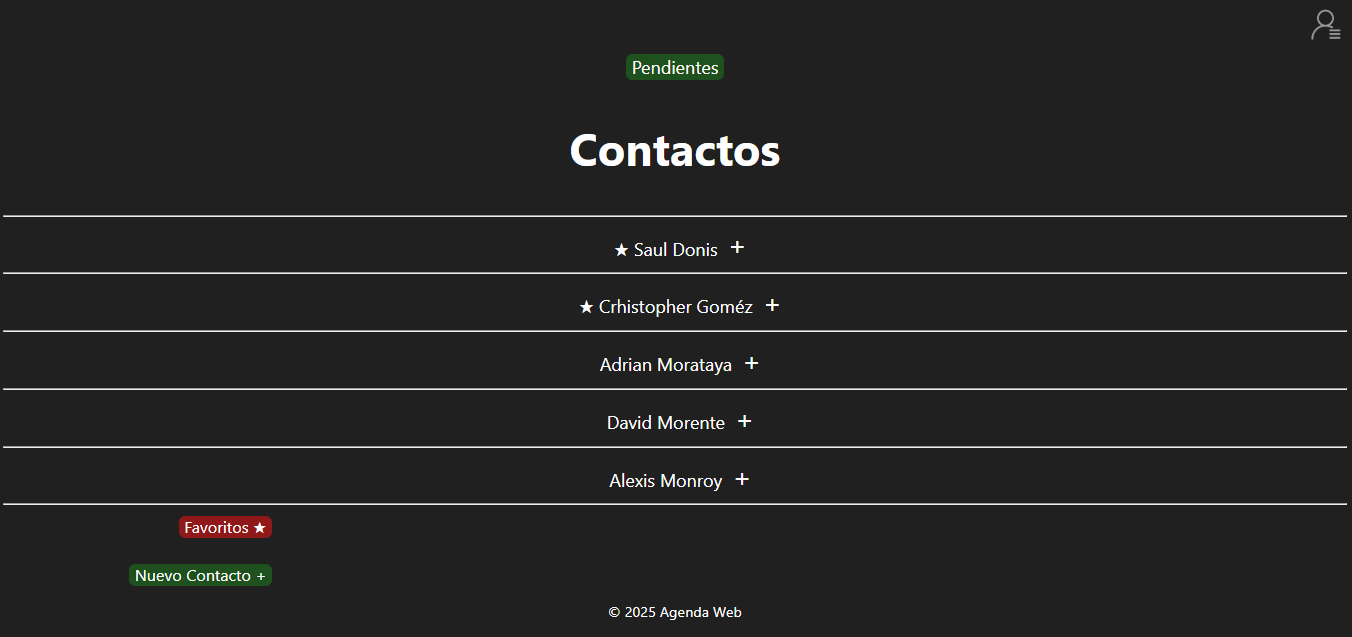 Pendientes
Contactos
★ Saul Donis +
★ Crhistopher Goméz +
Adrian Morataya +
David Morente +
Alexis Monroy +
Favoritos ★
Nuevo Contacto +
© 2025 Agenda Web